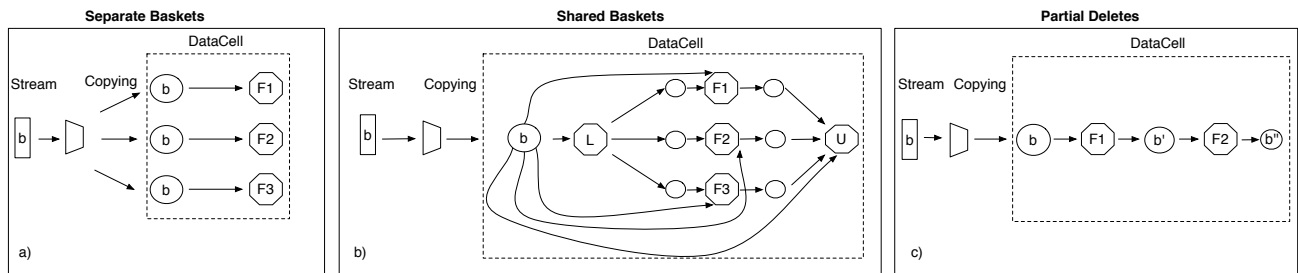 Separate Baskets
DataCell
Stream
Copying
b
b
F1
b
F2
b
F3
a)
Shared Baskets
DataCell
Stream
Copying
b
b
L
F1
F2
F3
U
b)
Partial Deletes
DataCell
Stream
Copying
b
b
F1
b'
F2
b"
c)